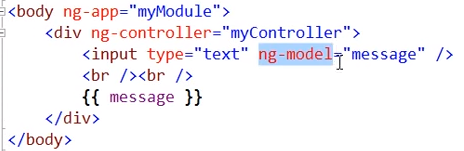 <body ng-app="myModule">
<div ng-controller="myController">
<input type="text" ng-model="message" />
<br /><br />
{{ message }}
</div>
</body>